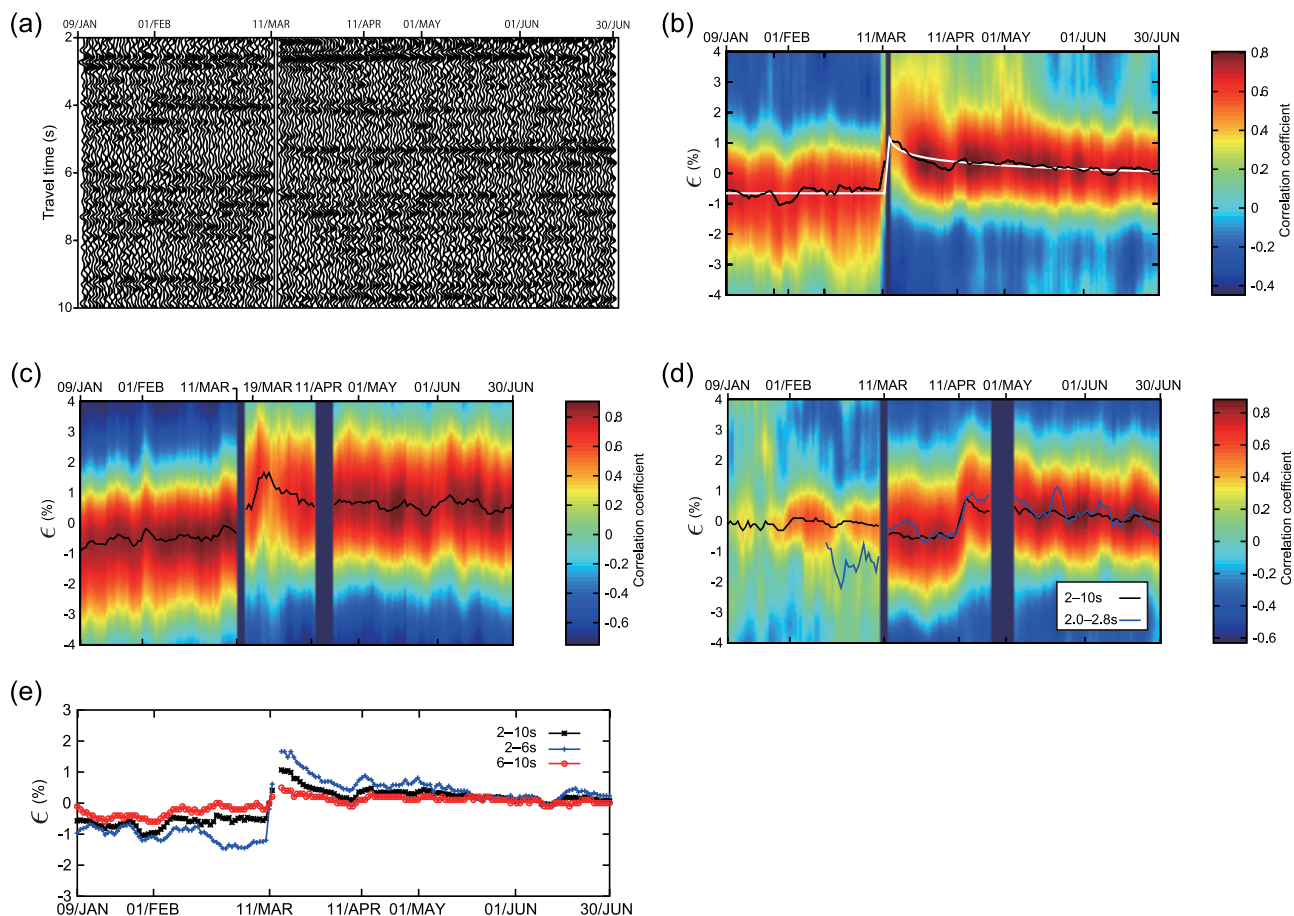 (a)
09/JAN 01/FEB 11/MAR 11/APR 01/MAY 01/JUN 30/JUN
2
4
6
8
10
Travel time (s)
(b)
09/JAN 01/FEB 11/MAR 11/APR 01/MAY 01/JUN 30/JUN
4
3
2
1
0
-1
-2
-3
-4
ϵ (%)
0.8
0.6
0.4
0.2
0
-0.2
-0.4
Correlation coefficient
(c)
09/JAN 01/FEB 11/MAR 19/MAR 11/APR 01/MAY 01/JUN 30/JUN
4
3
2
1
0
-1
-2
-3
-4
ϵ (%)
0.8
0.6
0.4
0.2
0
-0.2
-0.4
-0.6
Correlation coefficient
(d)
09/JAN 01/FEB 11/MAR 11/APR 01/MAY 01/JUN 30/JUN
4
3
2
1
0
-1
-2
-3
-4
ϵ (%)
2–10s
2.0–2.8s
0.8
0.6
0.4
0.2
0
-0.2
-0.4
-0.6
Correlation coefficient
(e)
3
2
1
0
-1
-2
-3
ϵ (%)
2–10s
2–6s
6–10s
09/JAN 01/FEB 11/MAR 11/APR 01/MAY 01/JUN 30/JUN